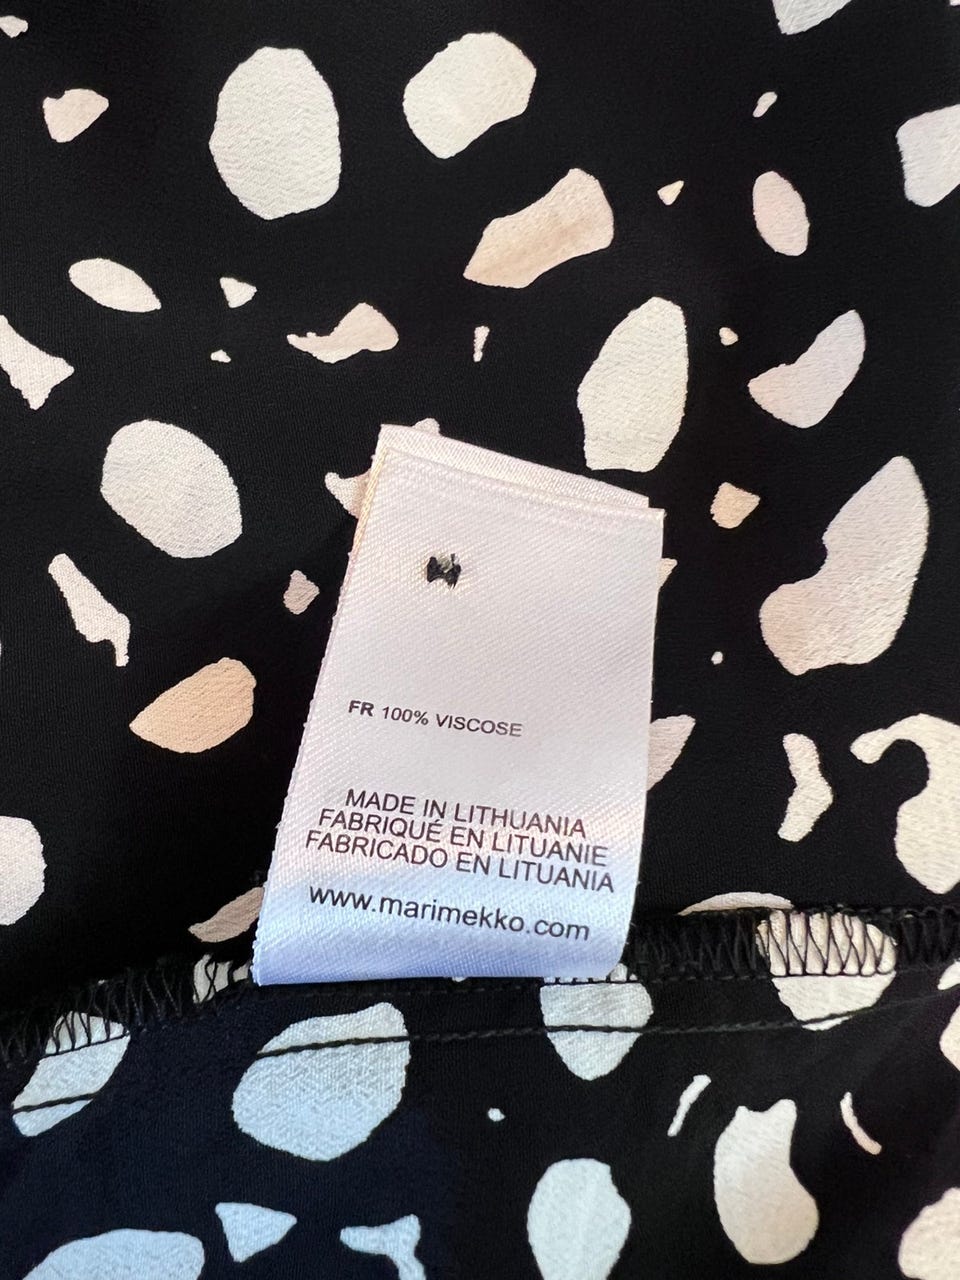 FR 100% VISCOSE
MADE IN LITHUANIA
FABRIQUÉ EN LITUANIE
FABRICADO EN LITUANIA
www.marimekko.com